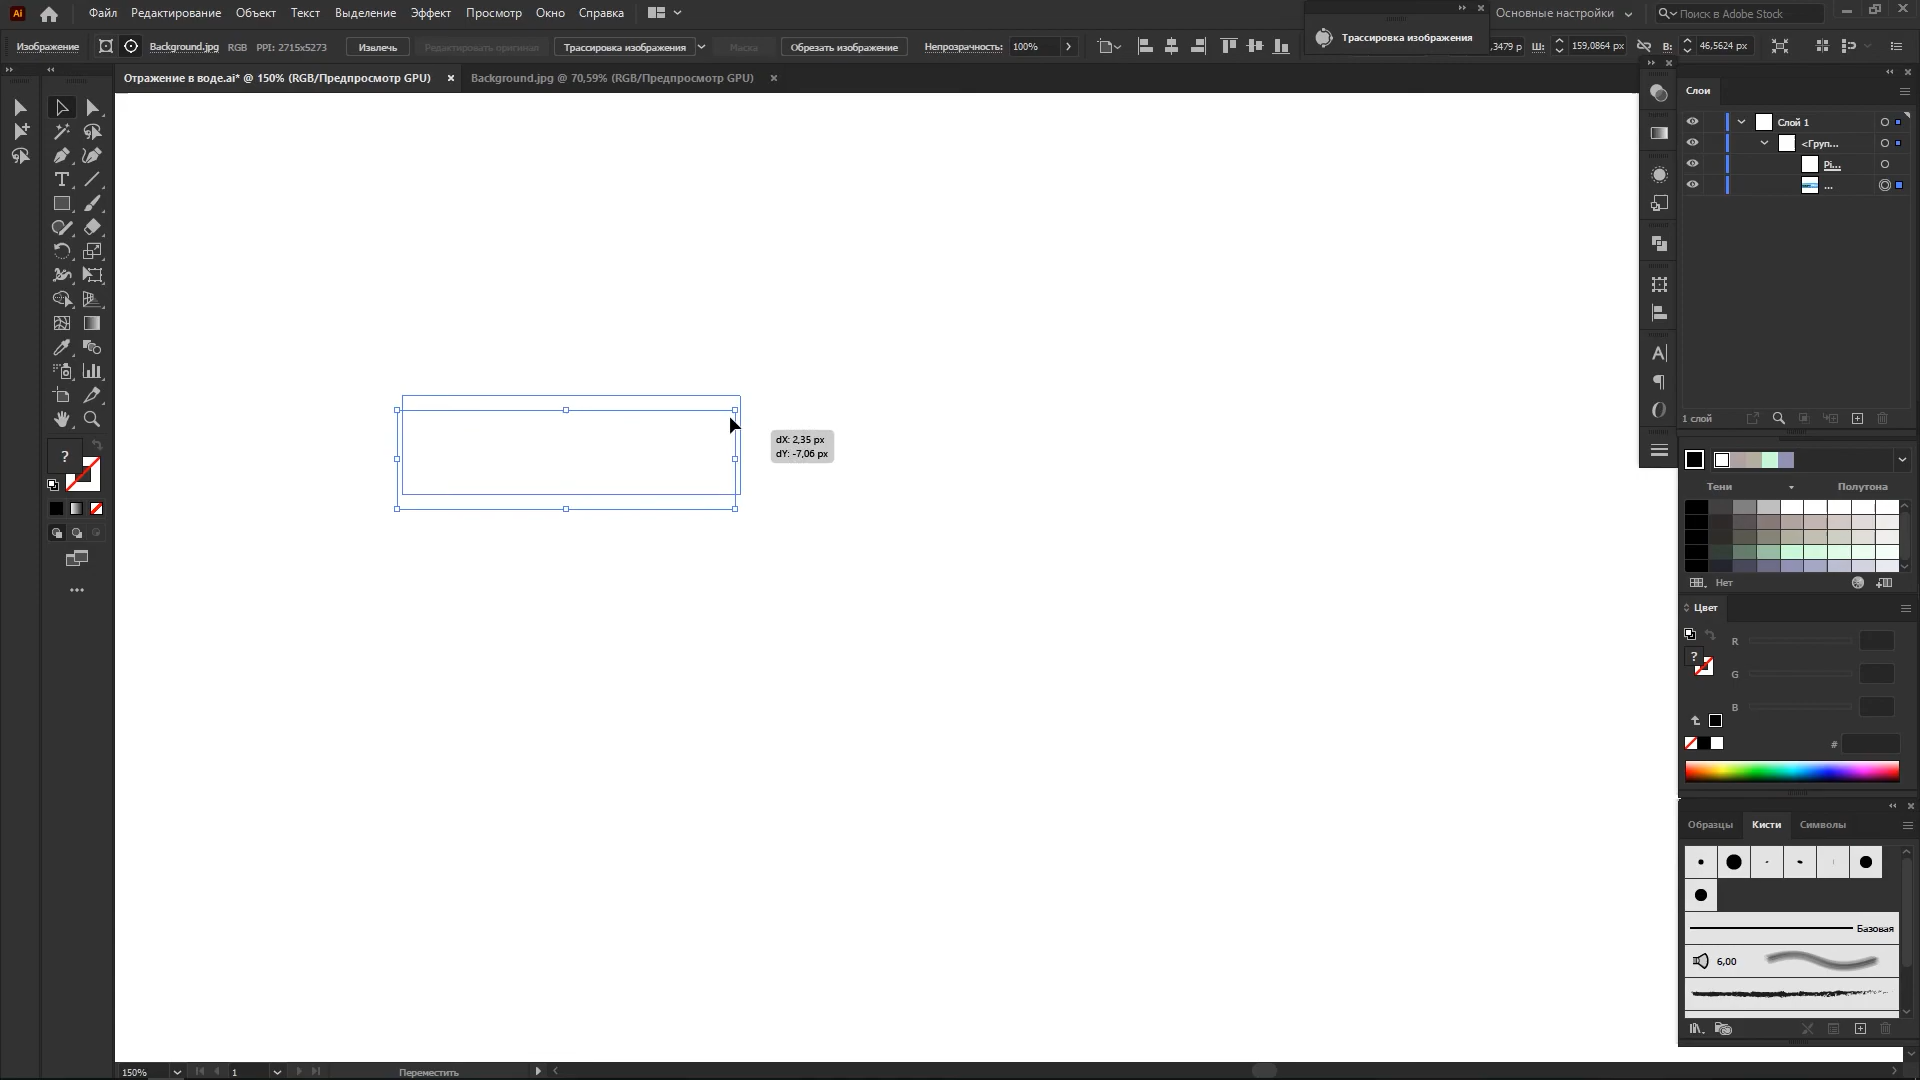 Ai Файл Редактирование Объект Текст Выделение Эффект Просмотр Окно Справка Основные настройки Поиск в Adobe Stock
Изображение Background.jpg RGB PPI: 2715x5273 Извлечь Редактировать оригинал Трассировка изображения Маска Обрезать изображение Непрозрачность: 100% Трассировка изображения ,3479 p Ш: 159,0864 px В: 46,5624 px
Отражение в воде.ai* @ 150% (RGB/Предпросмотр GPU) Background.jpg @ 70,59% (RGB/Предпросмотр GPU)
Слои
Слой 1
<Груп...
Pi...
...
dX: 2,35 px
dY: -7,06 px
1 слой
Тени Полутона
Нет
Цвет
R
G
B
#
Образцы Кисти Символы
Базовая
6,00
150% 1 Переместить